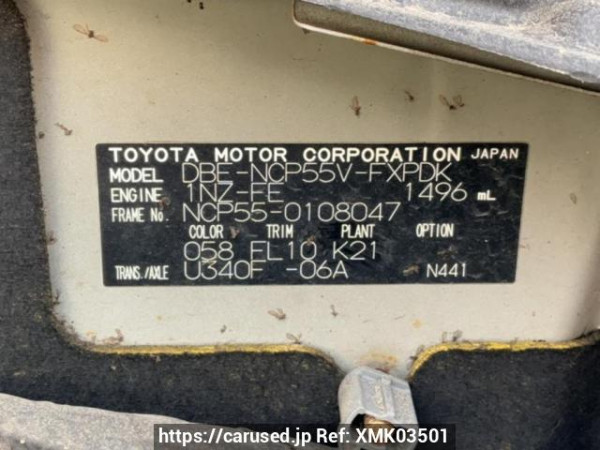 TOYOTA MOTOR CORPORATION JAPAN
MODEL DBE-NCP55V-FXPDK
ENGINE 1NZ-FE 1496 mL
FRAME No. NCP55-0108047
COLOR TRIM PLANT OPTION
058 FL10 K21
TRANS./AXLE U340F -06A N441
https://carused.jp Ref: XMK03501